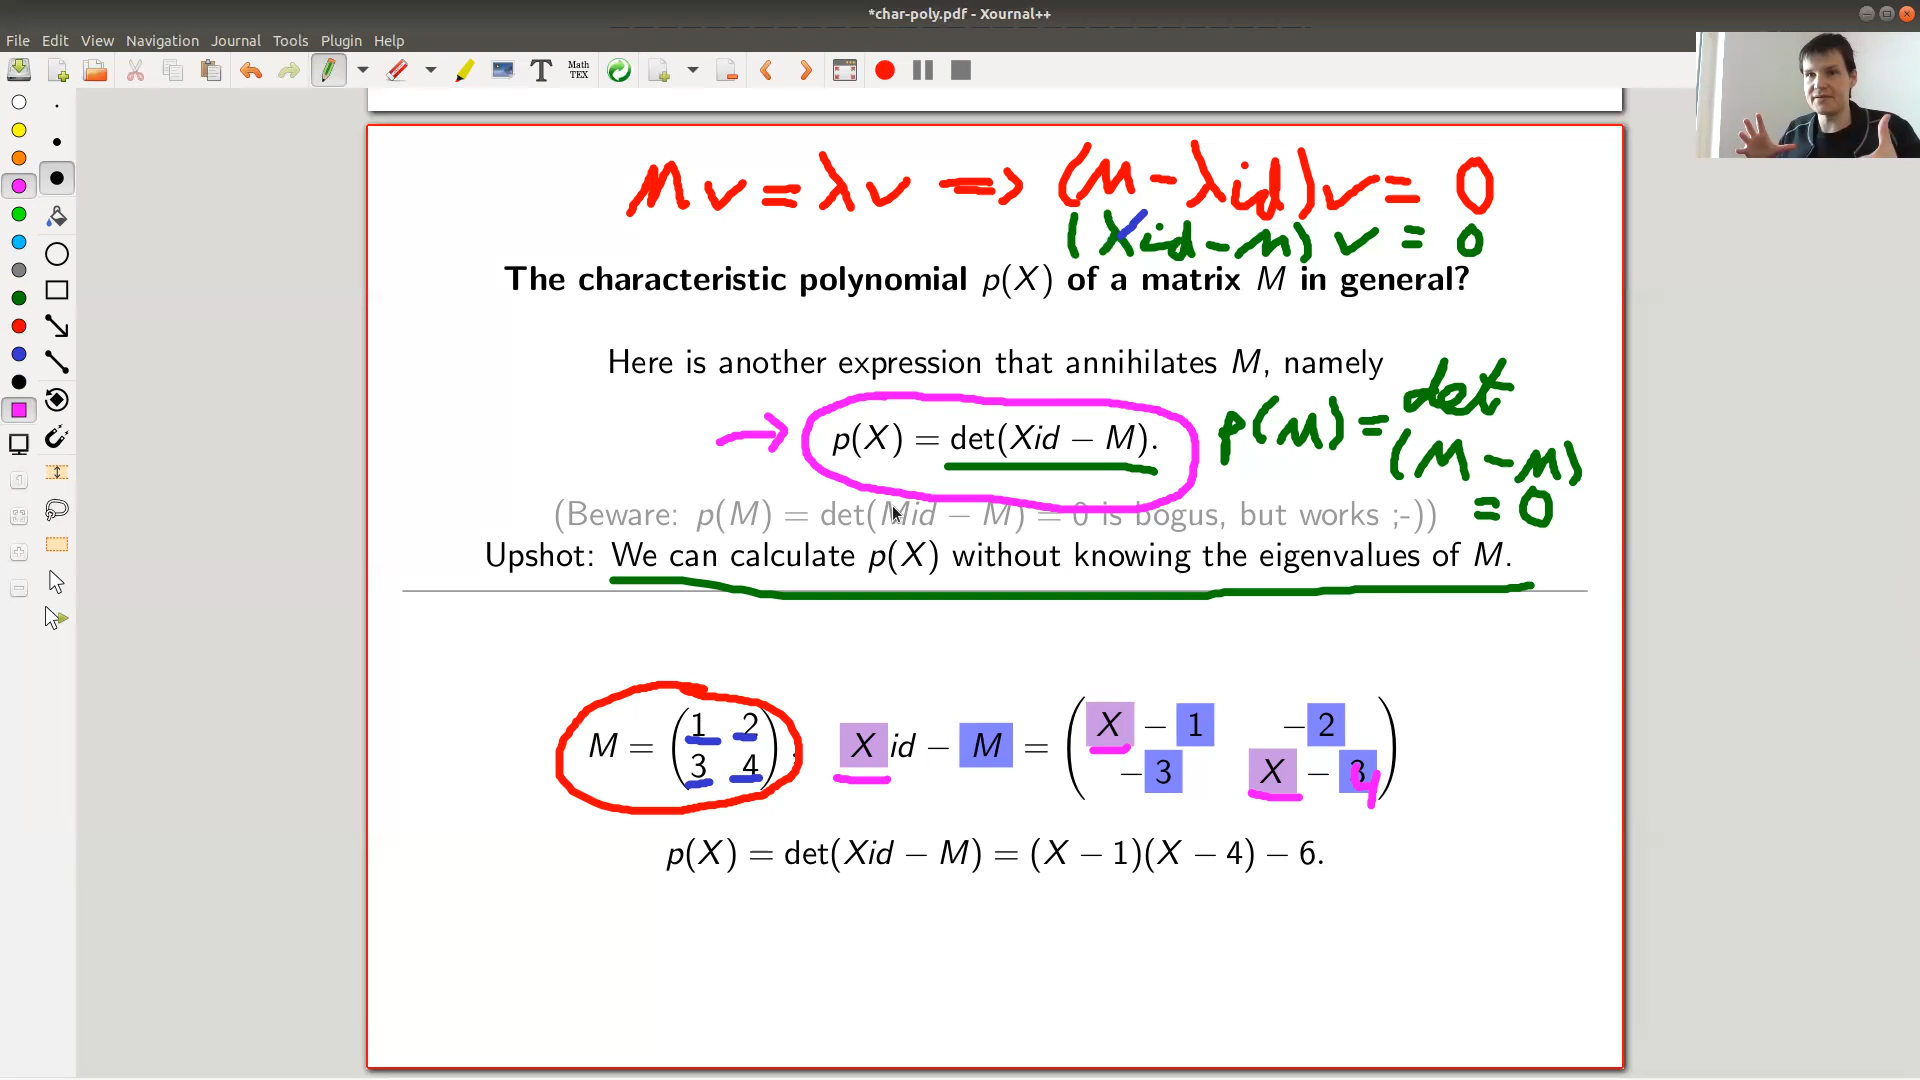 *char-poly.pdf - Xournal++
File Edit View Navigation Journal Tools Plugin Help
T Math TEX
Mv = λv => (M - λid)v = 0
(Xid - M) v = 0
The characteristic polynomial p(X) of a matrix M in general?
Here is another expression that annihilates M, namely
p(X) = det(Xid − M).
p(M) = det
(M - M)
= 0
(Beware: p(M) = det(Mid − M) = 0 is bogus, but works ;-))
Upshot: We can calculate p(X) without knowing the eigenvalues of M.
M = (1 2
3 4). Xid − M = (X − 1 −2
−3 X − 4)
p(X) = det(Xid − M) = (X − 1)(X − 4) − 6.